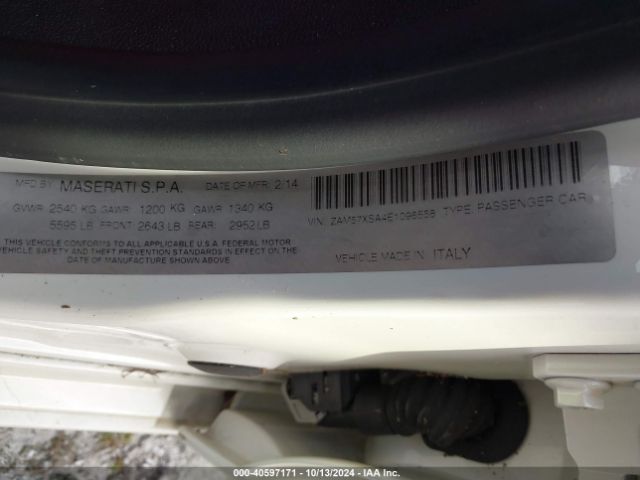 MFD BY MASERATI S.P.A. DATE OF MFR 2/14
GVWR 2540 KG GAWR 1200 KG GAWR 1340 KG
5595 LB FRONT: 2643 LB REAR: 2952 LB
THIS VEHICLE CONFORMS TO ALL APPLICABLE U.S.A. FEDERAL MOTOR
VEHICLE SAFETY AND THEFT PREVENTION STANDARDS IN EFFECT ON THE
DATE OF MANUFACTURE SHOWN ABOVE
VIN: TYPE: PASSENGER CAR
VEHICLE MADE IN ITALY
000-40597171 | 10/13/2024 | IAA Inc.